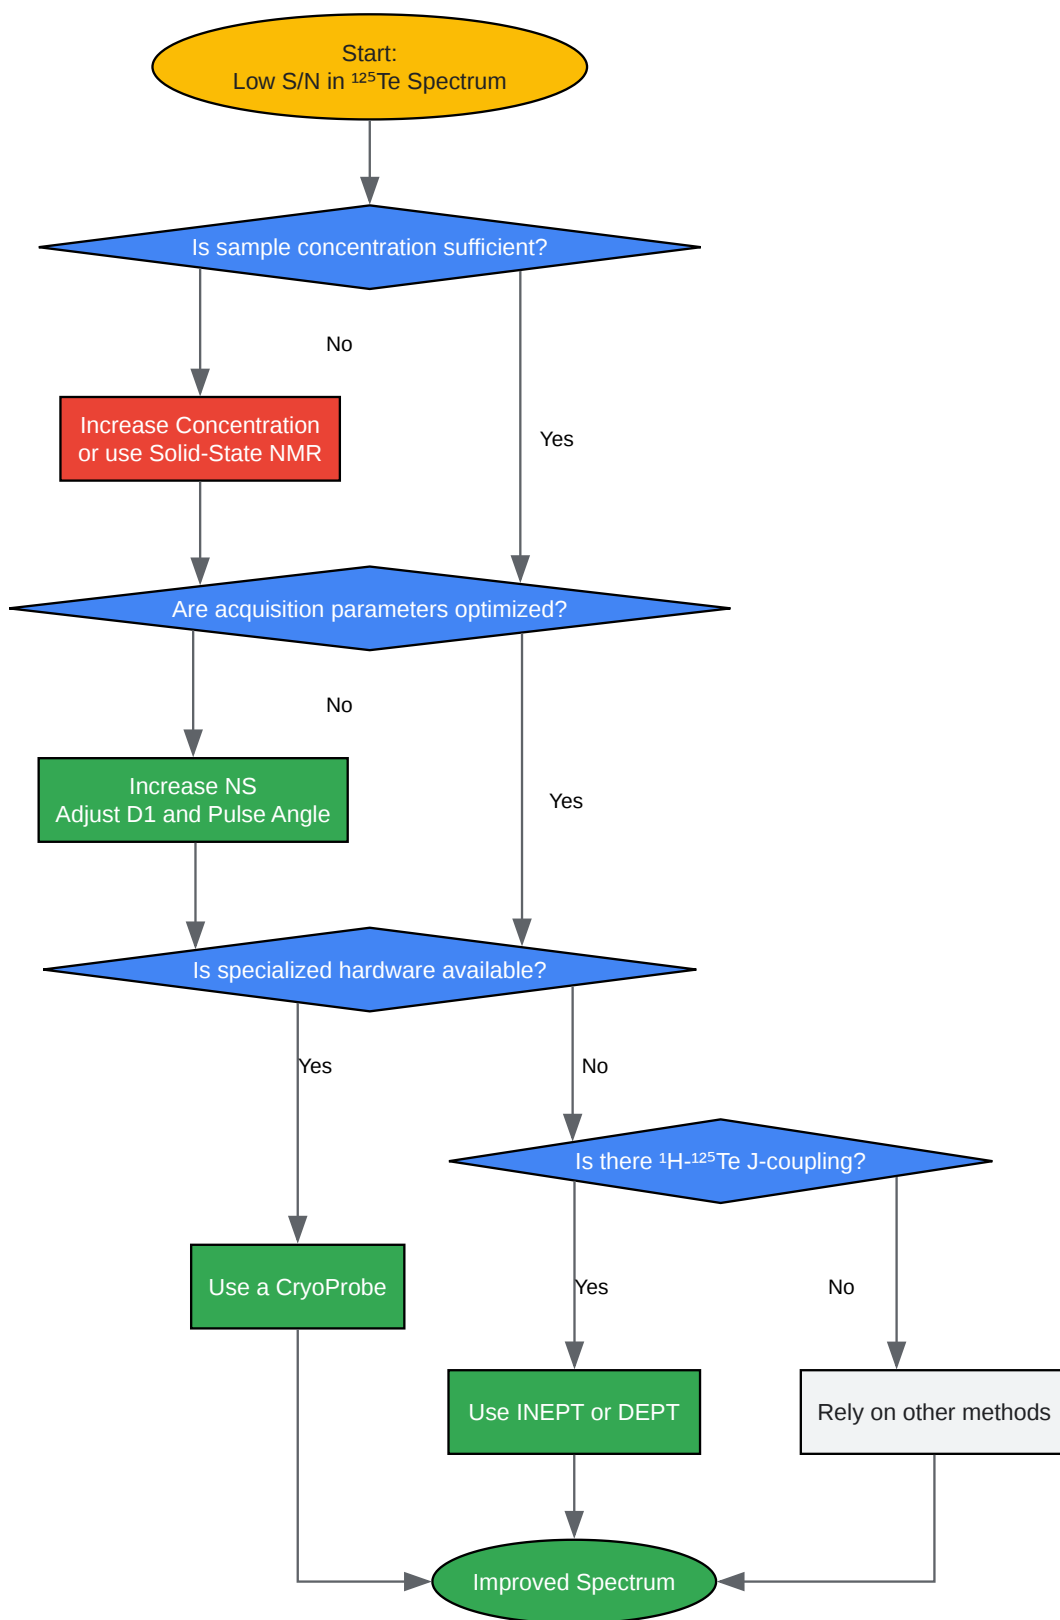 Start:
Low S/N in ¹²⁵Te Spectrum
Is sample concentration sufficient?
No
Increase Concentration
or use Solid-State NMR
Yes
Are acquisition parameters optimized?
No
Increase NS
Adjust D1 and Pulse Angle
Yes
Is specialized hardware available?
Yes
No
Is there ¹H-¹²⁵Te J-coupling?
Use a CryoProbe
Yes
No
Use INEPT or DEPT
Rely on other methods
Improved Spectrum